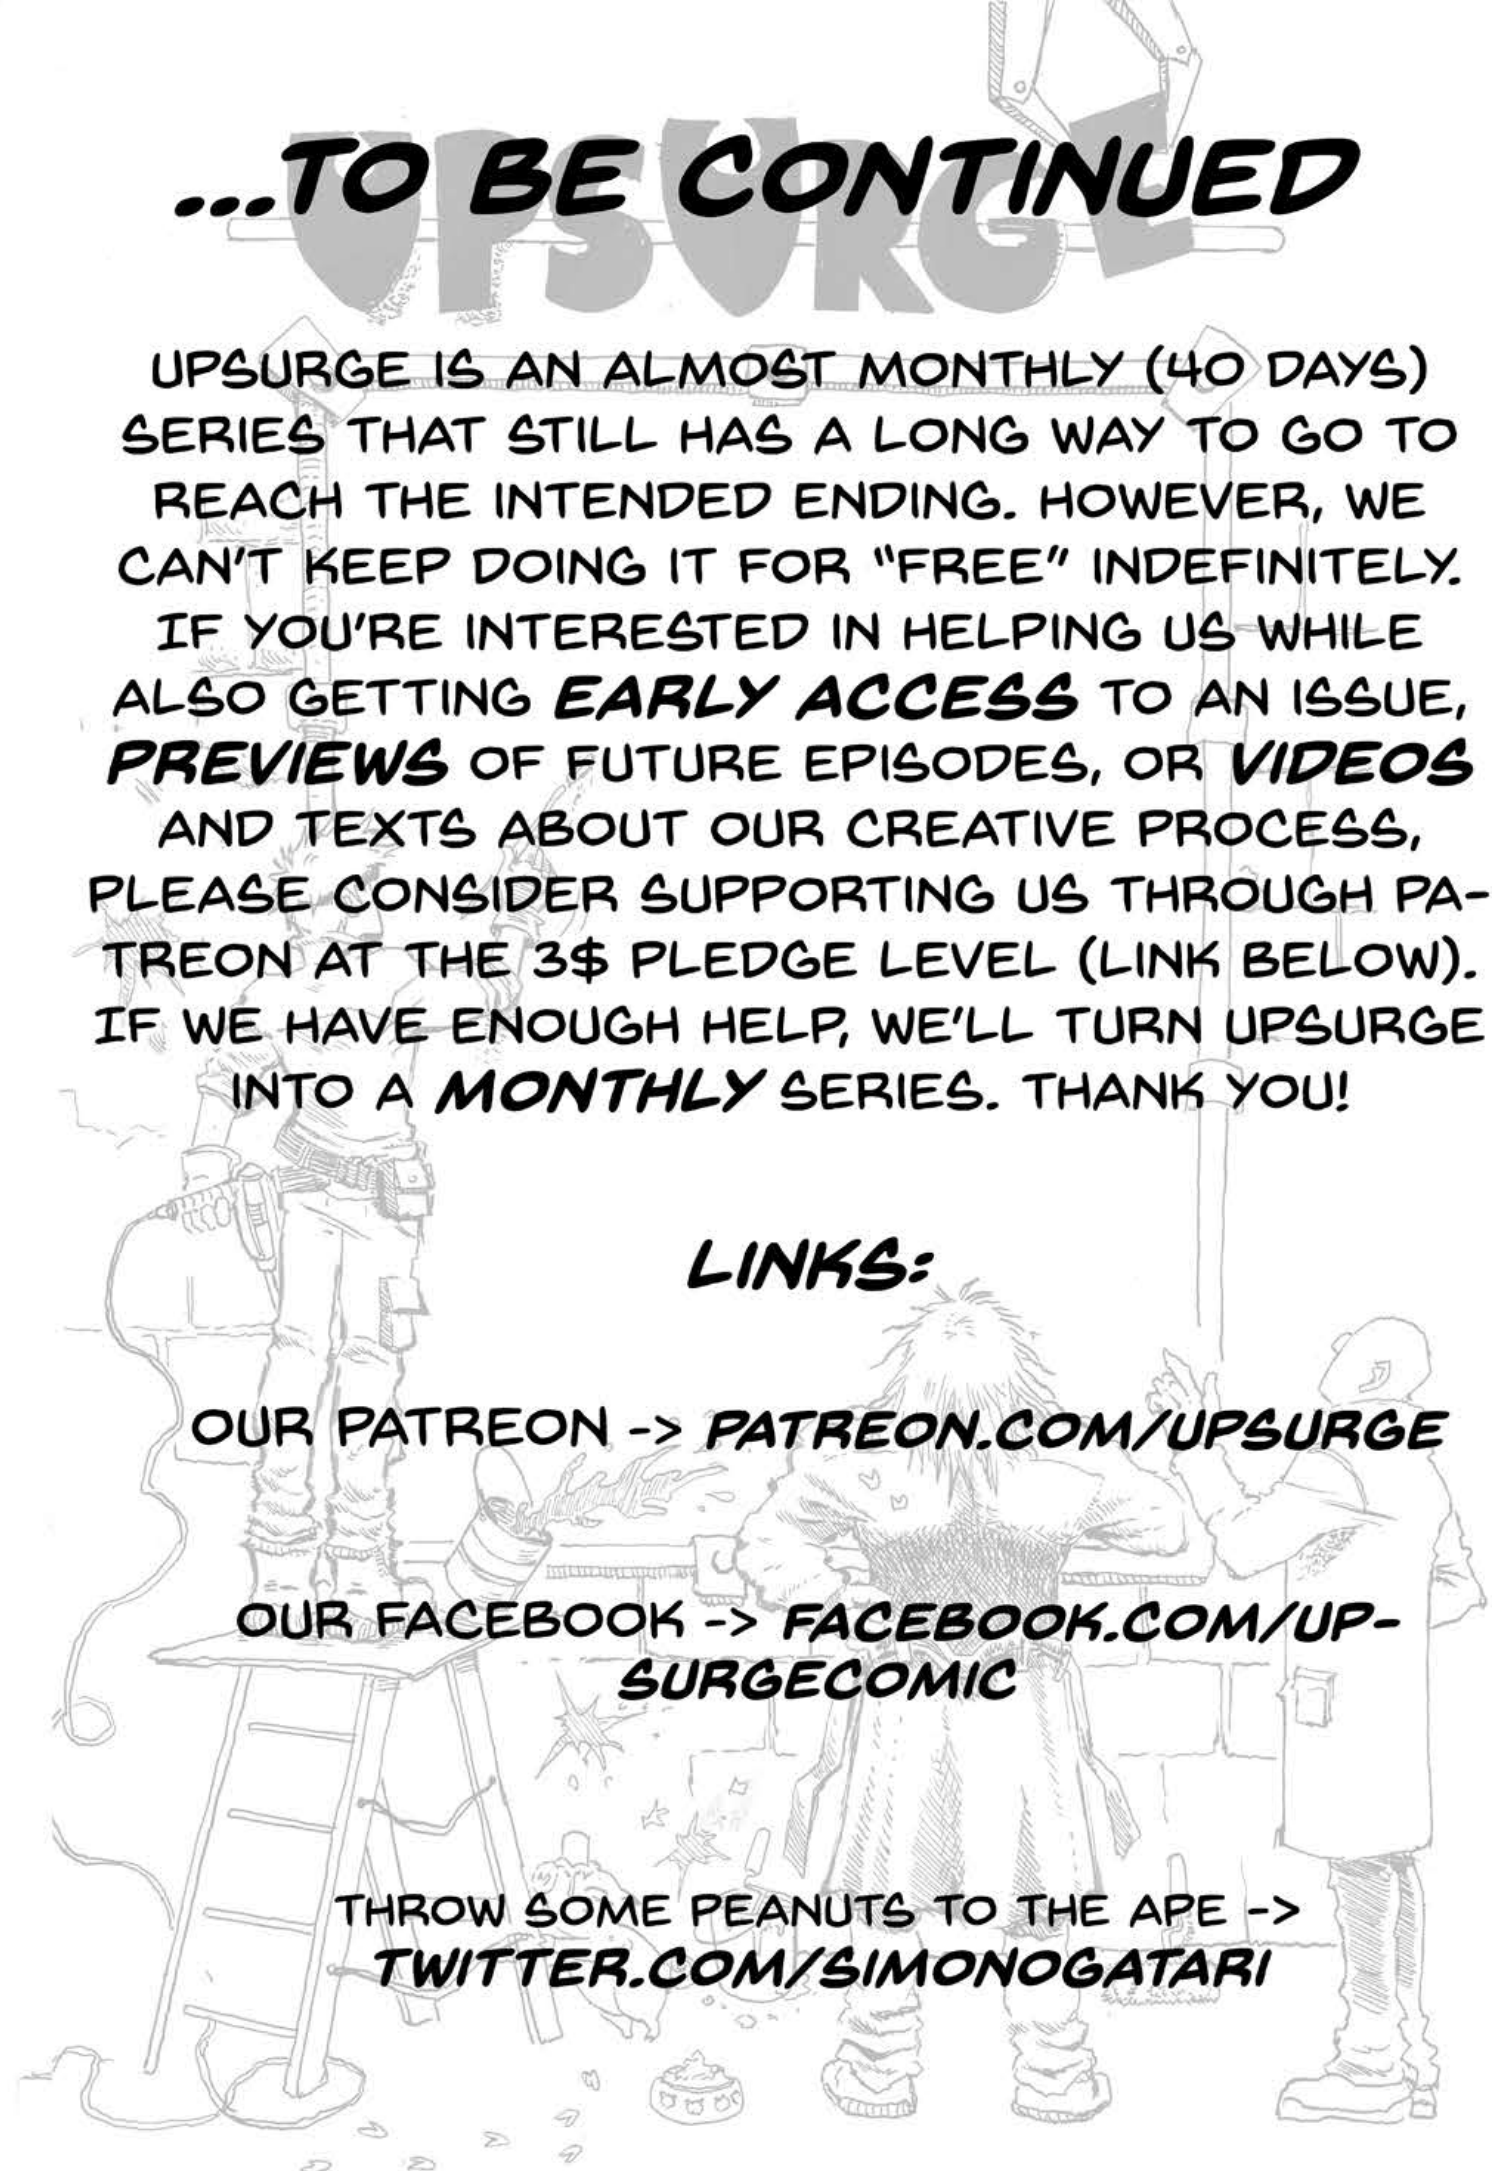 UPSURGE
...TO BE CONTINUED
UPSURGE IS AN ALMOST MONTHLY (40 DAYS)
SERIES THAT STILL HAS A LONG WAY TO GO TO
REACH THE INTENDED ENDING. HOWEVER, WE
CAN'T KEEP DOING IT FOR "FREE" INDEFINITELY.
IF YOU'RE INTERESTED IN HELPING US WHILE
ALSO GETTING EARLY ACCESS TO AN ISSUE,
PREVIEWS OF FUTURE EPISODES, OR VIDEOS
AND TEXTS ABOUT OUR CREATIVE PROCESS,
PLEASE CONSIDER SUPPORTING US THROUGH PA-
TREON AT THE 3$ PLEDGE LEVEL (LINK BELOW).
IF WE HAVE ENOUGH HELP, WE'LL TURN UPSURGE
INTO A MONTHLY SERIES. THANK YOU!
LINKS:
OUR PATREON -> PATREON.COM/UPSURGE
OUR FACEBOOK -> FACEBOOK.COM/UP-
SURGECOMIC
THROW SOME PEANUTS TO THE APE ->
TWITTER.COM/SIMONOGATARI